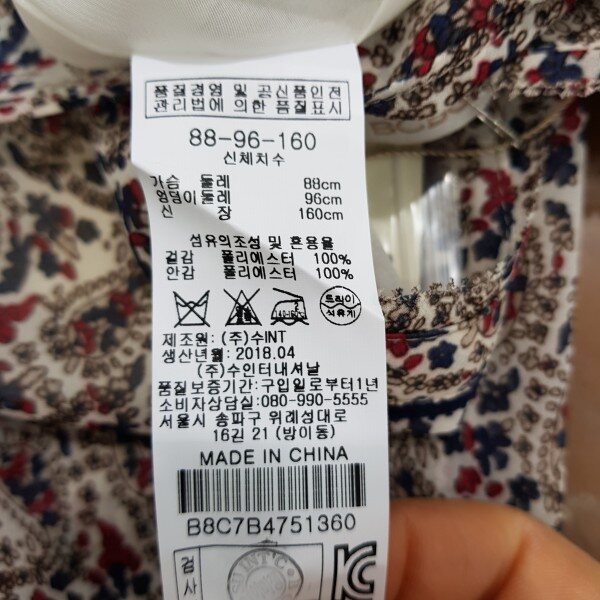 품질경영 및 공산품안전
관리법에 의한 품질표시
88-96-160
신체치수
가슴 둘레 88cm
엉덩이둘레 96cm
신 장 160cm
섬유의조성 및 혼용율
겉감 폴리에스터 100%
안감 폴리에스터 100%
드라이
석유계
제조원: (주)수INT
생산년월: 2018.04
(주)수인터내셔날
품질보증기간: 구입일로부터1년
소비자상담실: 080-990-5555
서울시 송파구 위례성대로
16길 21 (방이동)
MADE IN CHINA
B8C7B4751360
검
사